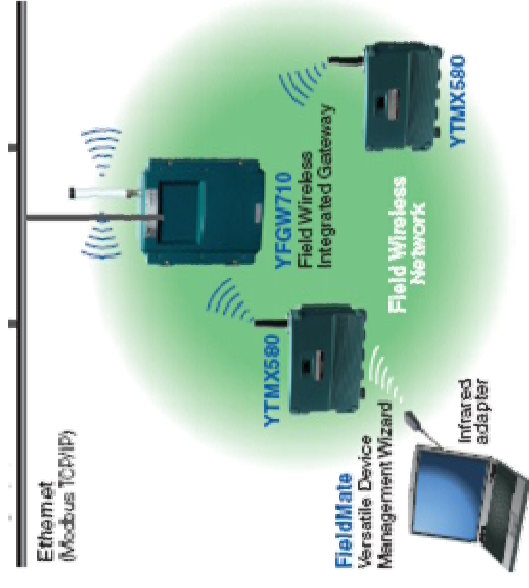 Ethernet
(Modbus TCP/IP)
YFGW710
Field Wireless
Integrated Gateway
YTMX580
YTMX580
Field Wireless
Network
FieldMate
Versatile Device
Management Wizard
Infrared
adapter